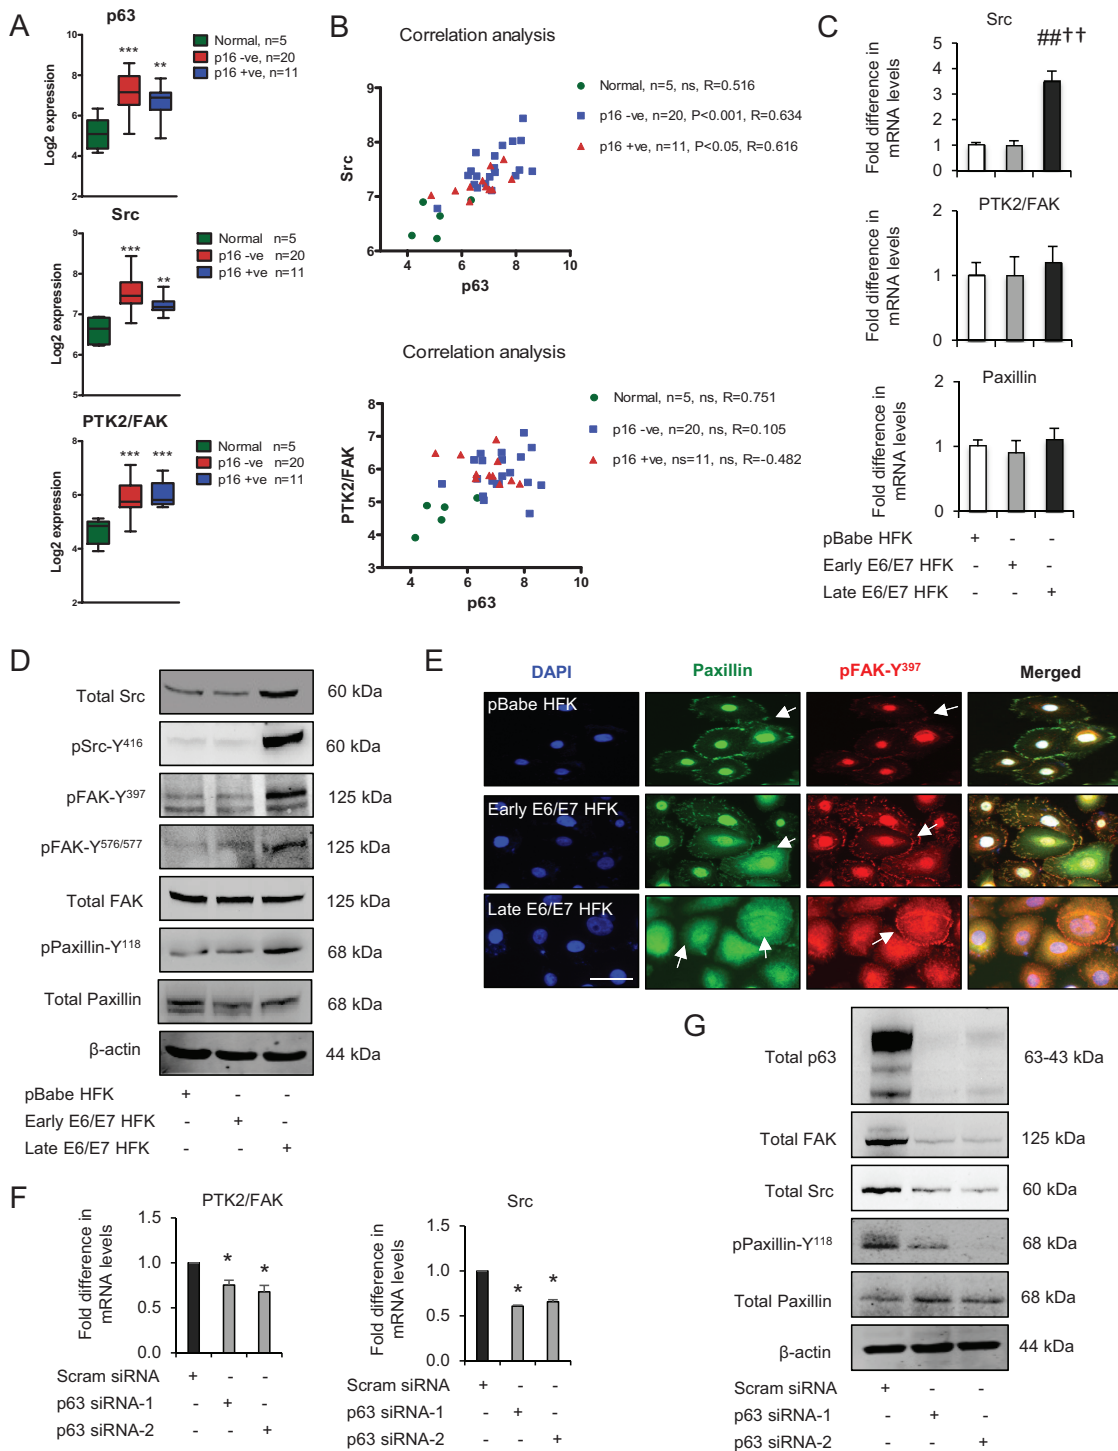 A
p63
Log2 expression
10
8
6
4
2
Normal, n=5
p16 -ve, n=20
p16 +ve, n=11
***
**
Src
Log2 expression
9
8
7
6
5
Normal n=5
p16 -ve n=20
p16 +ve n=11
***
**
PTK2/FAK
Log2 expression
8
6
4
2
Normal n=5
p16 -ve n=20
p16 +ve n=11
***
***
B
Correlation analysis
Src
9
8
7
6
4
6
8
10
p63
Normal, n=5, ns, R=0.516
p16 -ve, n=20, P<0.001, R=0.634
p16 +ve, n=11, P<0.05, R=0.616
Correlation analysis
PTK2/FAK
8
7
6
5
4
3
4
6
8
10
p63
Normal, n=5, ns, R=0.751
p16 -ve, n=20, ns, R=0.105
p16 +ve, ns=11, ns, R=-0.482
C
Src
##††
Fold difference in
mRNA levels
5
4
3
2
1
0
PTK2/FAK
Fold difference in
mRNA levels
2
1
0
Paxillin
Fold difference in
mRNA levels
2
1
0
pBabe HFK + - -
Early E6/E7 HFK - + -
Late E6/E7 HFK - - +
D
Total Src 60 kDa
pSrc-Y416 60 kDa
pFAK-Y397 125 kDa
pFAK-Y576/577 125 kDa
Total FAK 125 kDa
pPaxillin-Y118 68 kDa
Total Paxillin 68 kDa
β-actin 44 kDa
pBabe HFK + - -
Early E6/E7 HFK - + -
Late E6/E7 HFK - - +
E
DAPI Paxillin pFAK-Y397 Merged
pBabe HFK
Early E6/E7 HFK
Late E6/E7 HFK
F
PTK2/FAK
Fold difference in
mRNA levels
1.5
1.0
0.5
0.0
*
*
Scram siRNA + - -
p63 siRNA-1 - + -
p63 siRNA-2 - - +
Src
Fold difference in
mRNA levels
1.5
1.0
0.5
0.0
*
*
Scram siRNA + - -
p63 siRNA-1 - + -
p63 siRNA-2 - - +
G
Total p63 63-43 kDa
Total FAK 125 kDa
Total Src 60 kDa
pPaxillin-Y118 68 kDa
Total Paxillin 68 kDa
β-actin 44 kDa
Scram siRNA + - -
p63 siRNA-1 - + -
p63 siRNA-2 - - +